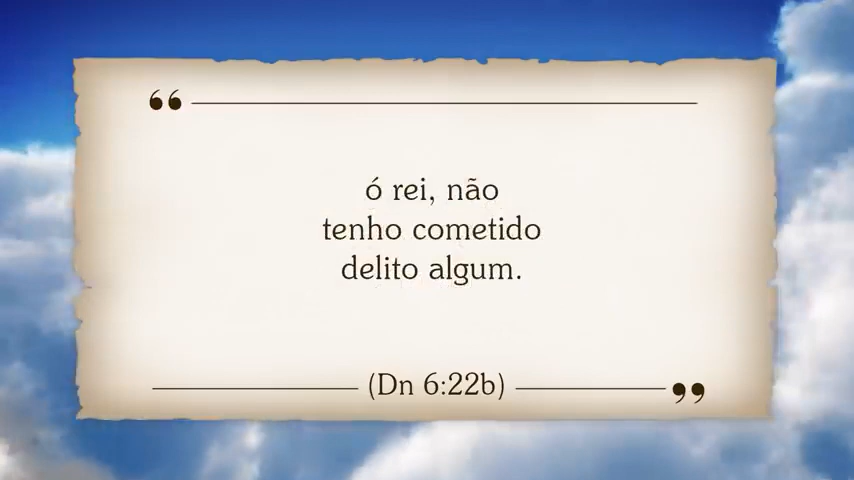 ó rei, não
tenho cometido
delito algum.
(Dn 6:22b)